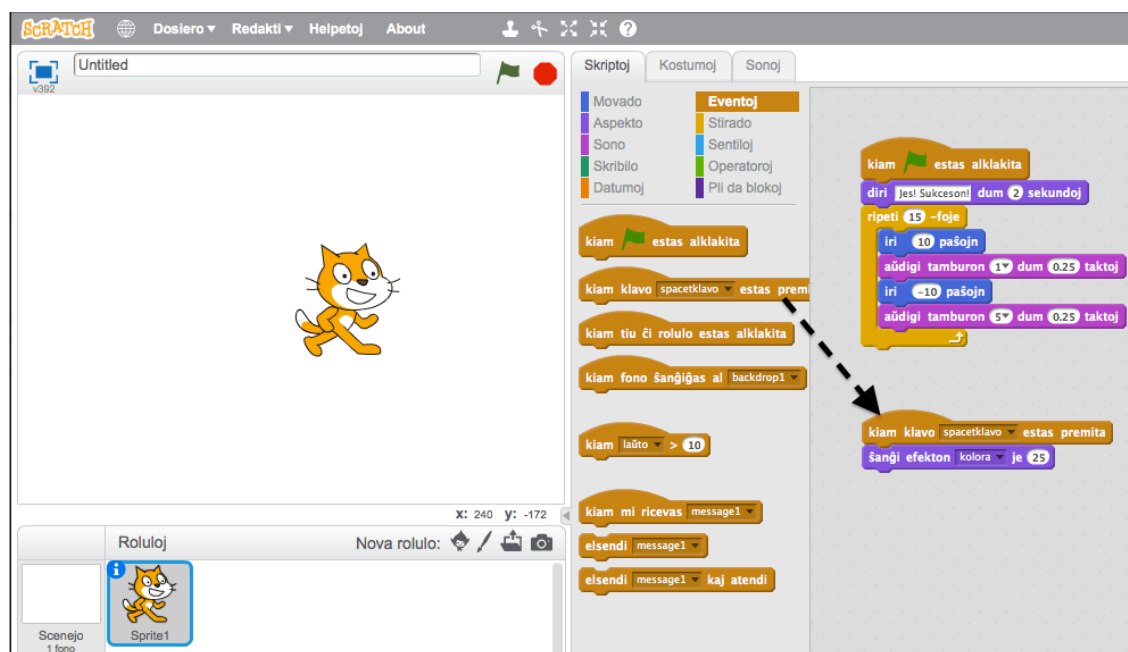 SCRATCH Dosiero Redakti Helpetoj About
v392
Untitled
x: 240 y: -172
Roluloj
Nova rolulo:
Scenejo
1 fono
Sprite1
Skriptoj Kostumoj Sonoj
Movado Eventoj
Aspekto Stirado
Sono Sentiloj
Skribilo Operatoroj
Datumoj Pli da blokoj
kiam estas alklakita
kiam klavo spacetklavo estas premi
kiam tiu ĉi rolulo estas alklakita
kiam fono ŝanĝiĝas al backdrop1
kiam laŭto > 10
kiam mi ricevas message1
elsendi message1
elsendi message1 kaj atendi
kiam estas alklakita
diri Jes! Sukceson! dum 2 sekundoj
ripeti 15 -foje
iri 10 paŝojn
aŭdigi tamburon 1 dum 0.25 taktoj
iri -10 paŝojn
aŭdigi tamburon 5 dum 0.25 taktoj
kiam klavo spacetklavo estas premita
ŝanĝi efekton kolora je 25